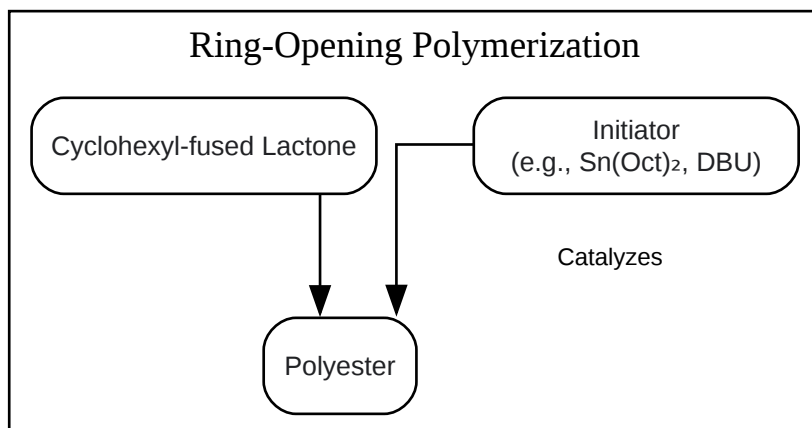 Ring-Opening Polymerization
Cyclohexyl-fused Lactone
Initiator
(e.g., Sn(Oct)₂, DBU)
Catalyzes
Polyester